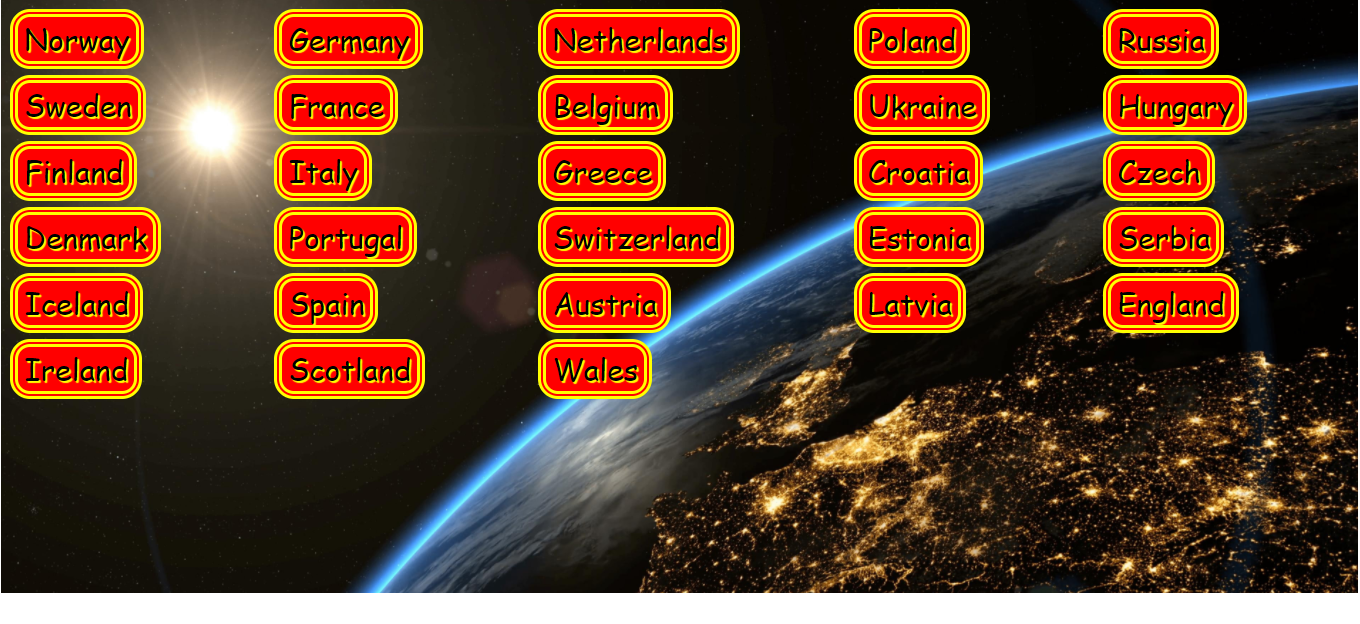 Norway Germany Netherlands Poland Russia
Sweden France Belgium Ukraine Hungary
Finland Italy Greece Croatia Czech
Denmark Portugal Switzerland Estonia Serbia
Iceland Spain Austria Latvia England
Ireland Scotland Wales